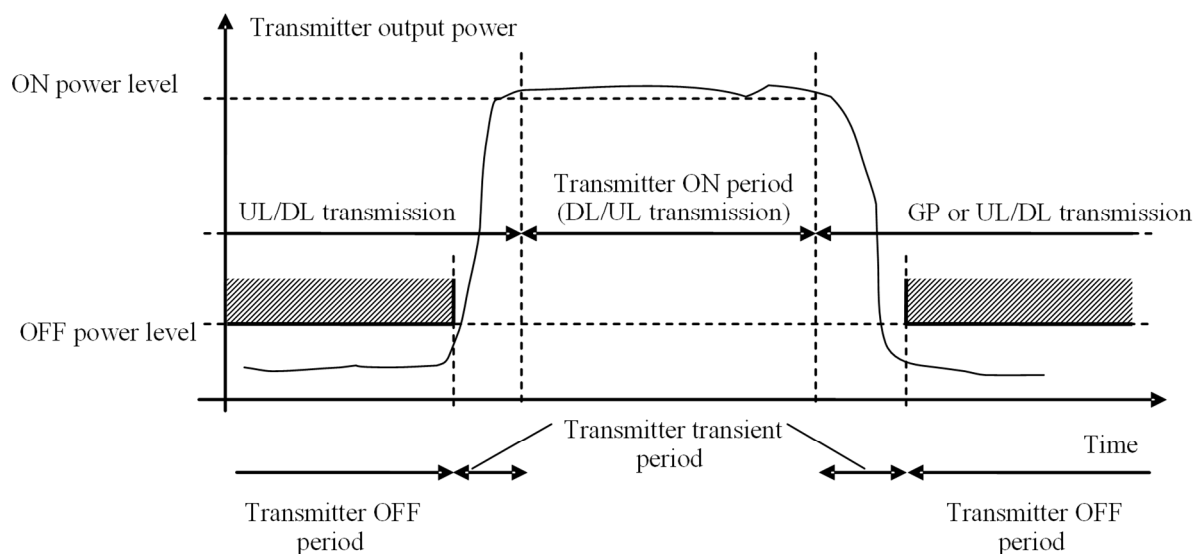 Transmitter output power
ON power level
Transmitter ON period
(DL/UL transmission)
UL/DL transmission
GP or UL/DL transmission
OFF power level
Transmitter transient
period
Time
Transmitter OFF
period
Transmitter OFF
period